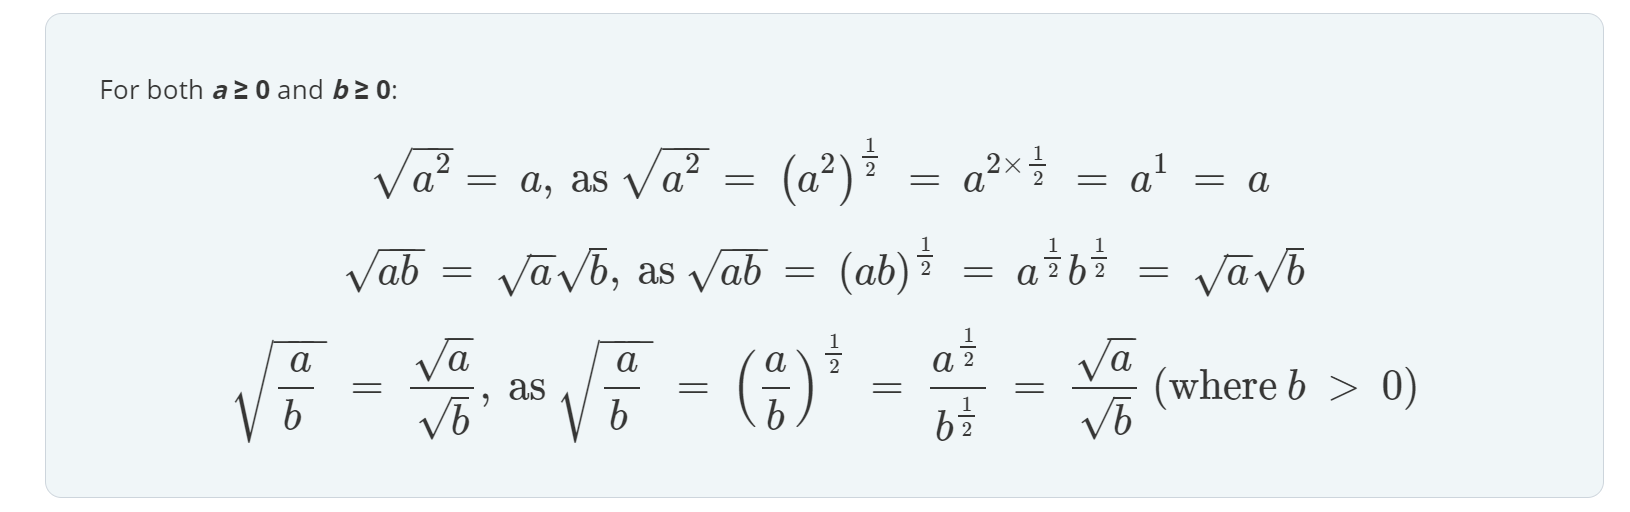 For both a ≥ 0 and b ≥ 0:
√(a²) = a, as √(a²) = (a²)^(1/2) = a^(2×1/2) = a¹ = a
√(ab) = √a√b, as √(ab) = (ab)^(1/2) = a^(1/2)b^(1/2) = √a√b
√(a/b) = √a/√b, as √(a/b) = (a/b)^(1/2) = a^(1/2)/b^(1/2) = √a/√b (where b > 0)